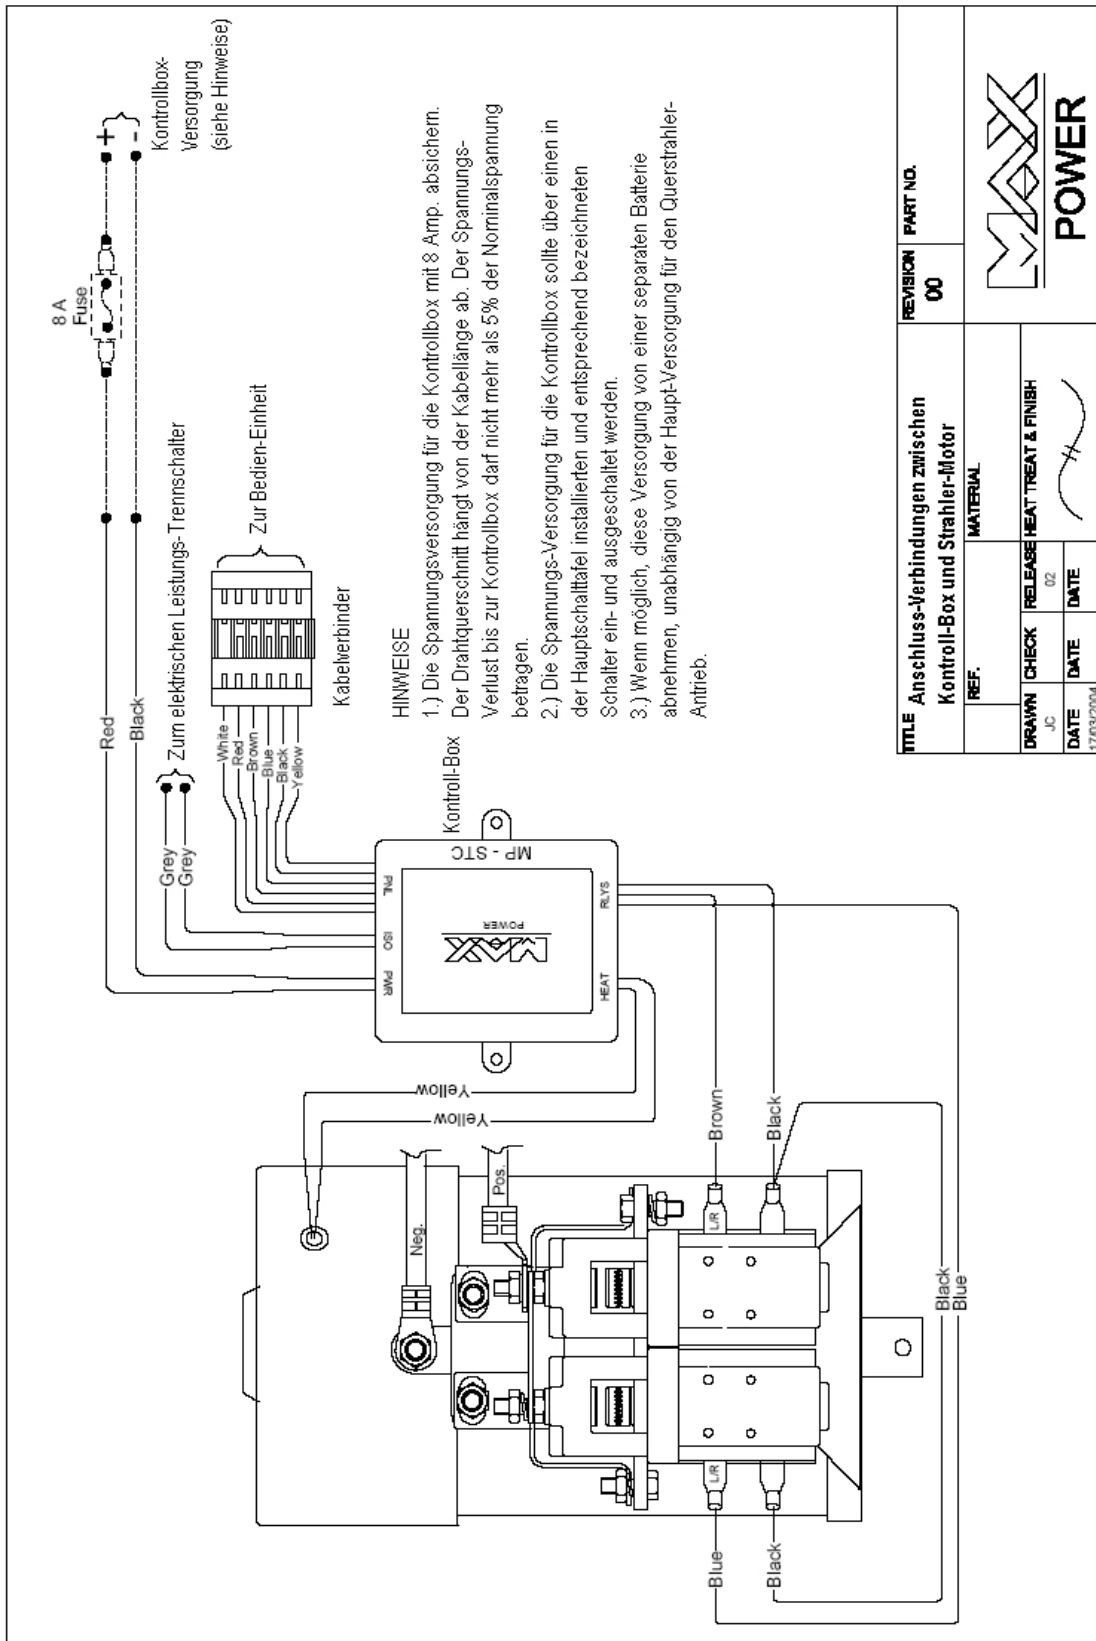 8 A
Fuse
+
-
Kontrollbox-
Versorgung
(siehe Hinweise)
Red
Black
Zum elektrischen Leistungs-Trennschalter
Grey
Grey
Zur Bedien-Einheit
White
Red
Brown
Blue
Black
Yellow
Kabelverbinder
Kontroll-Box
MP - STC
PWR
ISO
PNL
MAX
POWER
HEAT
RLYS
Yellow
Yellow
Neg.
Pos.
L/R
L/R
Brown
Black
Blue
Black
Black
Blue
HINWEISE
1.) Die Spannungsversorgung für die Kontrollbox mit 8 Amp. absichern.
Der Drahtquerschnitt hängt von der Kabellänge ab. Der Spannungs-
Verlust bis zur Kontrollbox darf nicht mehr als 5% der Nominalspannung
betragen.
2.) Die Spannungs-Versorgung für die Kontrollbox sollte über einen in
der Hauptschalttafel installierten und entsprechend bezeichneten
Schalter ein- und ausgeschaltet werden.
3.) Wenn möglich, diese Versorgung von einer separaten Batterie
abnehmen, unabhängig von der Haupt-Versorgung für den Querstrahler-
Antrieb.
TITLE Anschluss-Verbindungen zwischen
Kontroll-Box und Strahler-Motor
REVISION
00
PART NO.
REF.
MATERIAL
DRAWN
JC
CHECK
RELEASE
02
HEAT TREAT & FINISH
DATE
17/03/2004
DATE
DATE
MAX
POWER